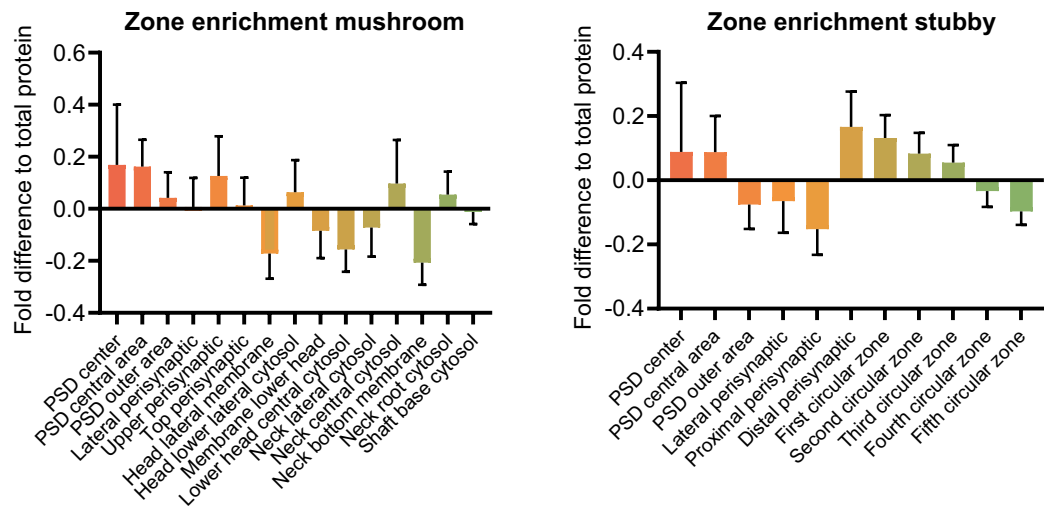 Zone enrichment mushroom
Fold difference to total protein
0.6
0.4
0.2
0.0
-0.2
-0.4
PSD center
PSD central area
PSD outer area
Lateral perisynaptic
Upper perisynaptic
Top perisynaptic
Head lateral membrane
Head lower lateral cytosol
Membrane lower head
Lower head central cytosol
Neck lateral cytosol
Neck central cytosol
Neck bottom membrane
Neck root cytosol
Shaft base cytosol
Zone enrichment stubby
Fold difference to total protein
0.4
0.2
0.0
-0.2
-0.4
PSD center
PSD central area
PSD outer area
Lateral perisynaptic
Proximal perisynaptic
Distal perisynaptic
First circular zone
Second circular zone
Third circular zone
Fourth circular zone
Fifth circular zone